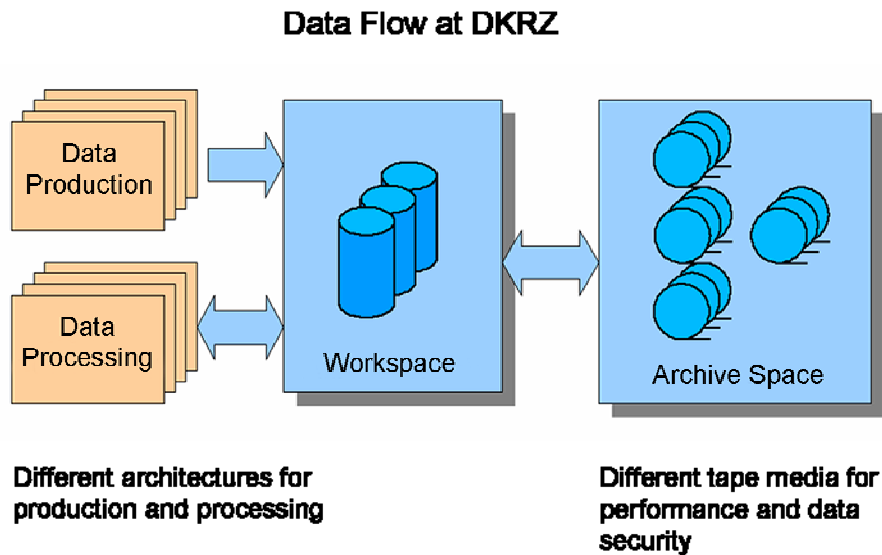 Data Flow at DKRZ
Data
Production
Data
Processing
Workspace
Archive Space
Different architectures for
production and processing
Different tape media for
performance and data
security